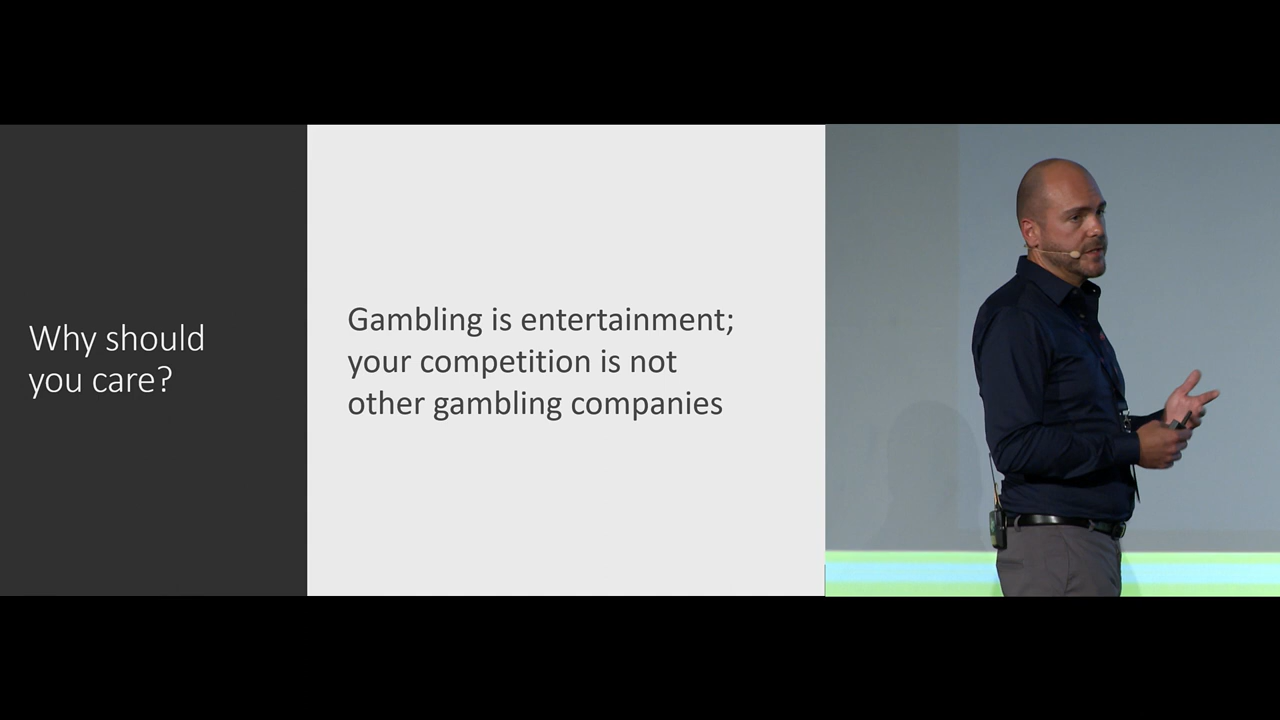 Why should
you care?
Gambling is entertainment;
your competition is not
other gambling companies